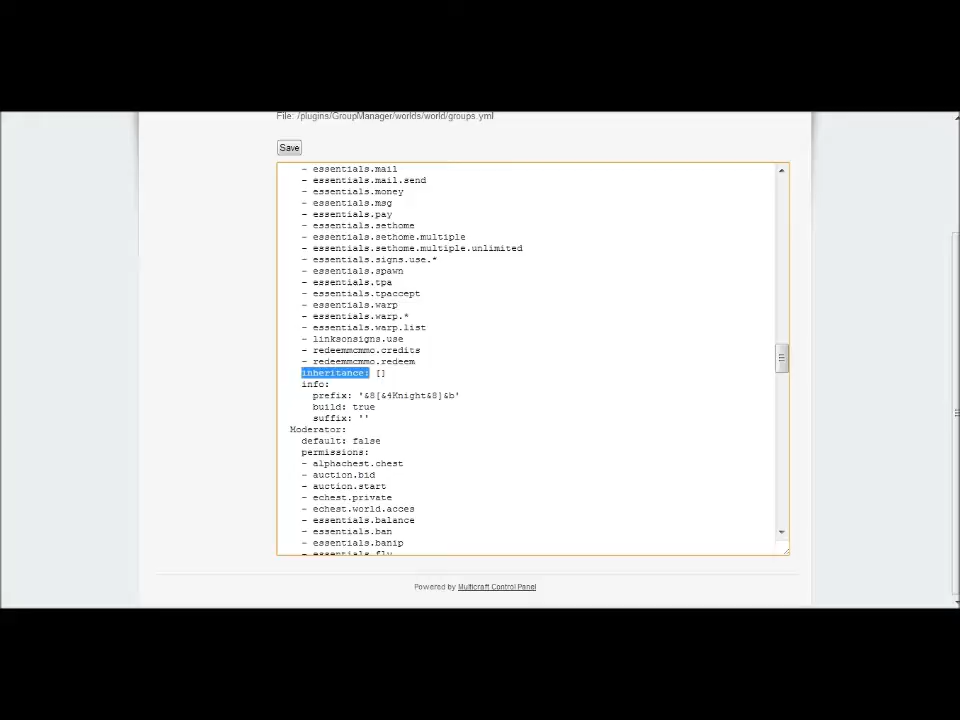 File: /plugins/GroupManager/worlds/world/groups.yml
Save
- essentials.mail
- essentials.mail.send
- essentials.money
- essentials.msg
- essentials.pay
- essentials.sethome
- essentials.sethome.multiple
- essentials.sethome.multiple.unlimited
- essentials.signs.use.*
- essentials.spawn
- essentials.tpa
- essentials.tpaccept
- essentials.warp
- essentials.warp.*
- essentials.warp.list
- linksonsigns.use
- redeemmcmmo.credits
- redeemmcmmo.redeem
inheritance: []
info:
prefix: '&8[&4Knight&8]&b'
build: true
suffix: ''
Moderator:
default: false
permissions:
- alphachest.chest
- auction.bid
- auction.start
- echest.private
- echest.world.acces
- essentials.balance
- essentials.ban
- essentials.banip
- essentials.fly
Powered by Multicraft Control Panel